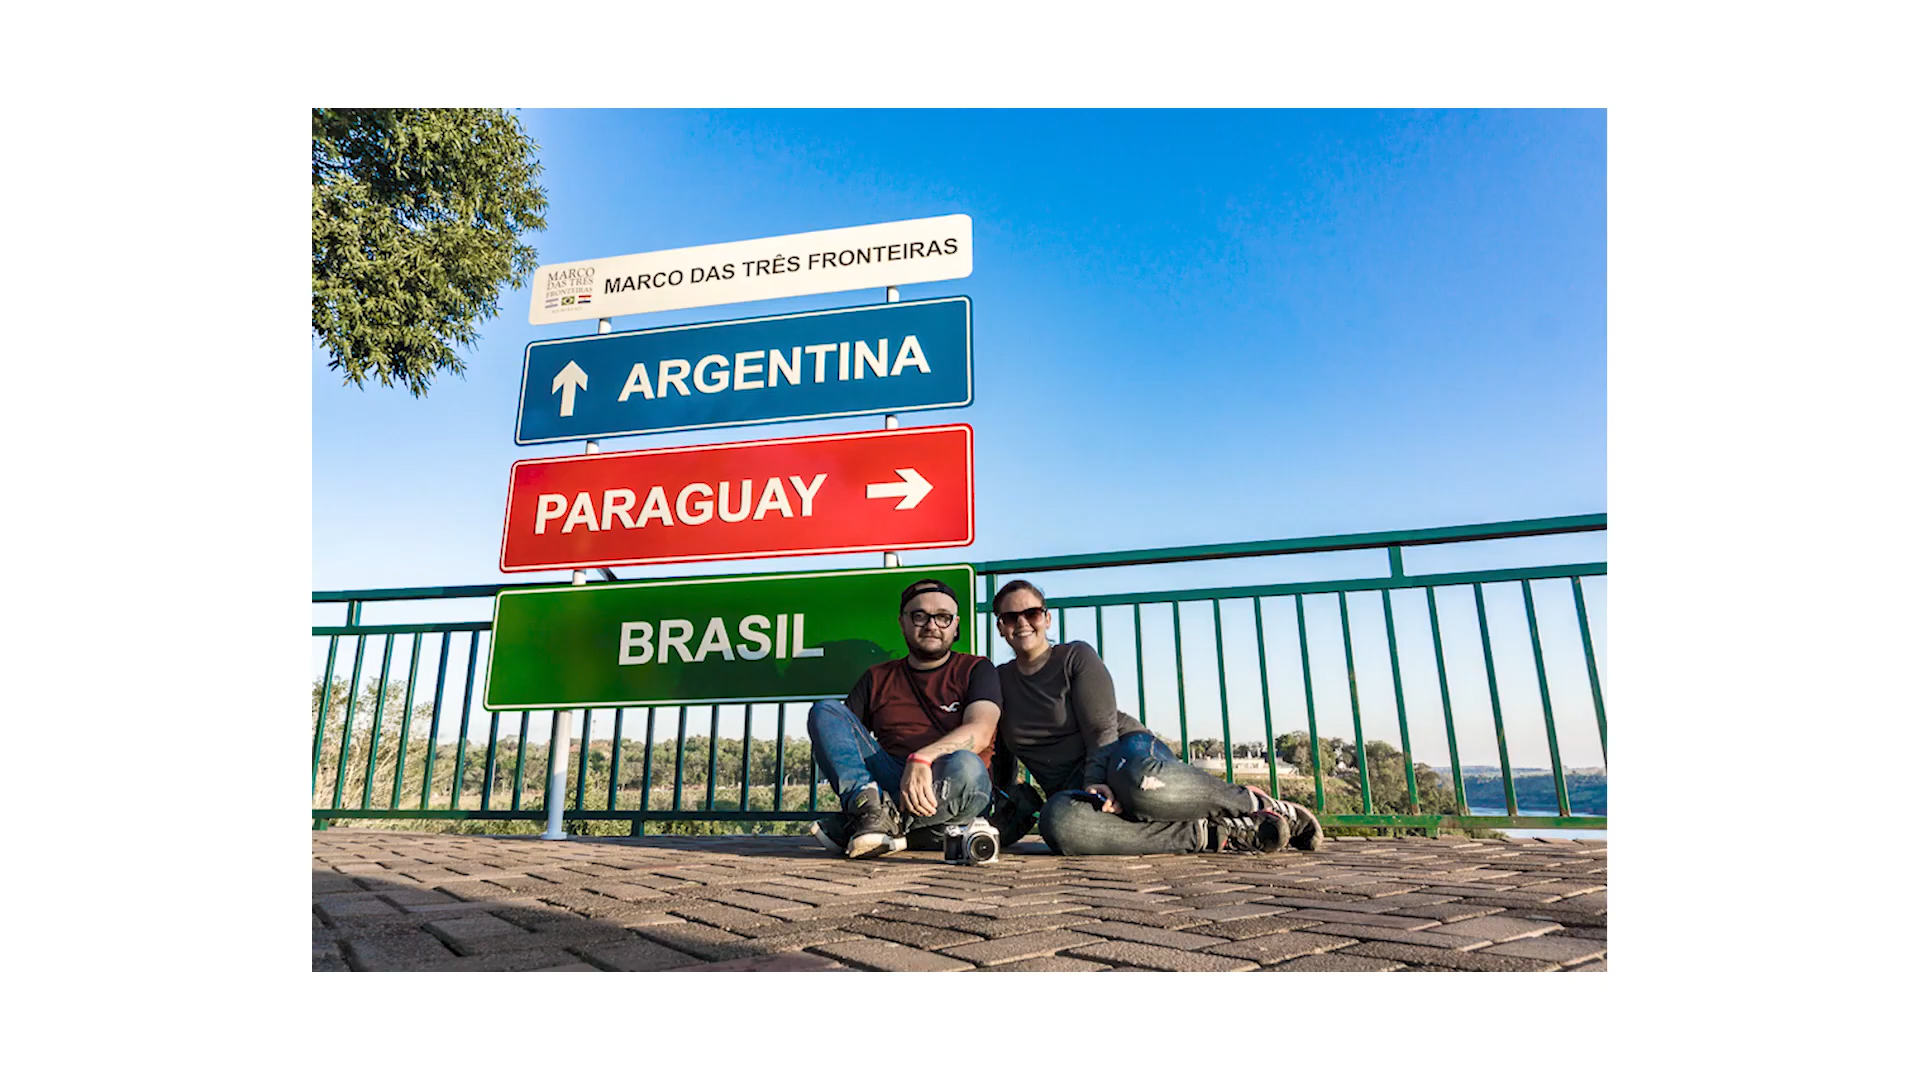 MARCO
DAS TRÊS
FRONTEIRAS
MARCO DAS TRÊS FRONTEIRAS
ARGENTINA
PARAGUAY
BRASIL